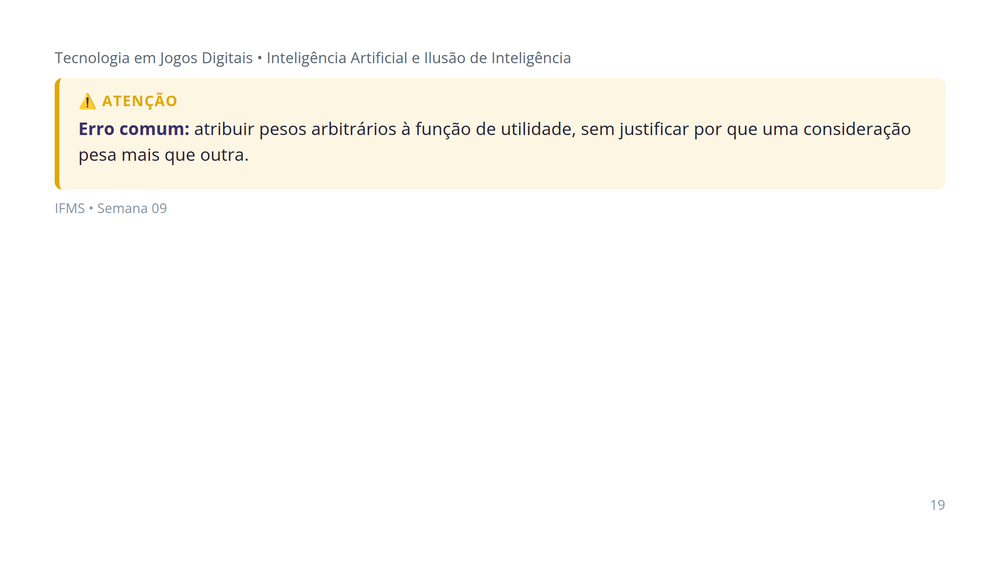 Tecnologia em Jogos Digitais • Inteligência Artificial e Ilusão de Inteligência
⚠️ ATENÇÃO
Erro comum: atribuir pesos arbitrários à função de utilidade, sem justificar por que uma consideração
pesa mais que outra.
IFMS • Semana 09
19